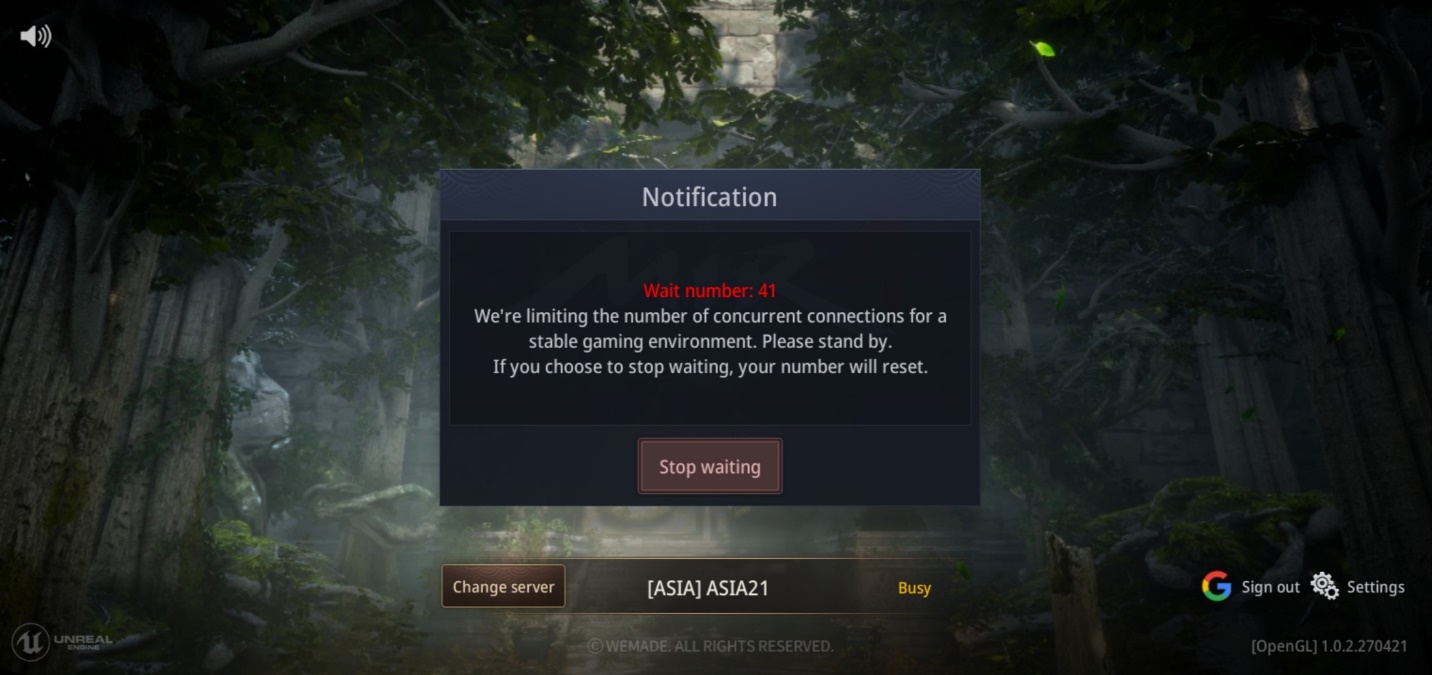 Notification
Wait number: 41
We're limiting the number of concurrent connections for a
stable gaming environment. Please stand by.
If you choose to stop waiting, your number will reset.
Stop waiting
Change server
[ASIA] ASIA21
Busy
Sign out
Settings
UNREAL
ENGINE
©WEMADE. ALL RIGHTS RESERVED.
[OpenGL] 1.0.2.270421